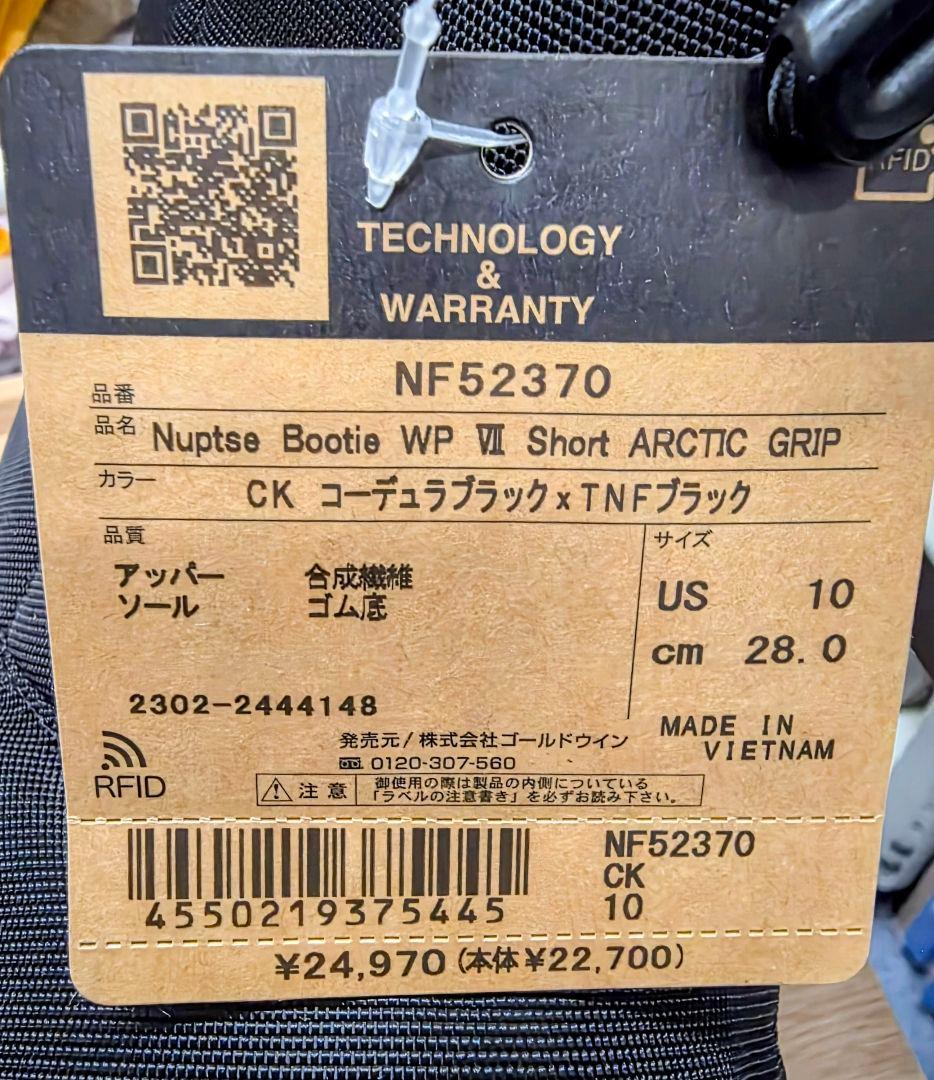 TECHNOLOGY
&
WARRANTY
RFID
品番 NF52370
品名 Nuptse Bootie WP Ⅶ Short ARCTIC GRIP
カラー CK コーデュラブラックxTNFブラック
品質
アッパー 合成繊維
ソール ゴム底
サイズ
US 10
cm 28.0
2302-2444148
MADE IN
VIETNAM
発売元/株式会社ゴールドウイン
0120-307-560
RFID
注意
御使用の際は製品の内側についている
「ラベルの注意書き」を必ずお読み下さい。
4550219375445
NF52370
CK
10
¥24,970(本体¥22,700)